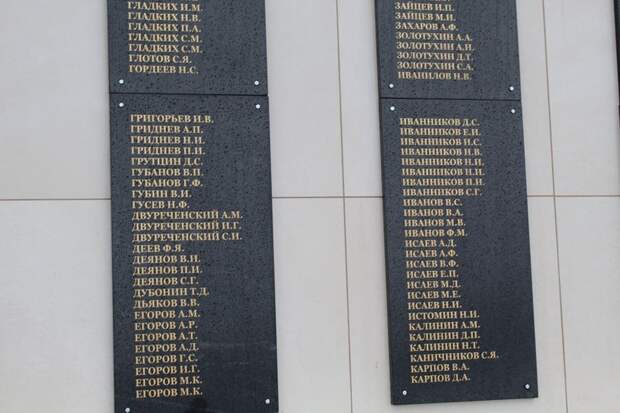 ГЛАДКИХ И.М.
ГЛАДКИХ Н.В.
ГЛАДКИХ П.А.
ГЛАДКИХ С.М.
ГЛАДКИХ С.М.
ГЛОТОВ С.Я.
ГОРДЕЕВ Н.С.
ГРИГОРЬЕВ И.В.
ГРИДНЕВ А.П.
ГРИДНЕВ Н.И.
ГРИДНЕВ П.И.
ГРУТЦИН Д.С.
ГУБАНОВ В.П.
ГУБАНОВ Г.Ф.
ГУБИН В.И.
ГУСЕВ Н.Ф.
ДВУРЕЧЕНСКИЙ А.М.
ДВУРЕЧЕНСКИЙ И.Г.
ДВУРЕЧЕНСКИЙ С.И.
ДЕЕВ Ф.Я.
ДЕЯНОВ В.И.
ДЕЯНОВ П.И.
ДЕЯНОВ С.Г.
ДУБОНИН Т.Д.
ДЬЯКОВ В.В.
ЕГОРОВ А.М.
ЕГОРОВ А.Р.
ЕГОРОВ А.Т.
ЕГОРОВ А.Д.
ЕГОРОВ Г.С.
ЕГОРОВ И.Г.
ЕГОРОВ М.К.
ЕГОРОВ М.К.
ЗАЙЦЕВ И.П.
ЗАЙЦЕВ М.И.
ЗАХАРОВ А.Ф.
ЗОЛОТУХИН А.А.
ЗОЛОТУХИН А.И.
ЗОЛОТУХИН Д.Т.
ЗОЛОТУХИН С.А.
ИВАНИЛОВ Н.В.
ИВАННИКОВ Д.С.
ИВАННИКОВ Е.И.
ИВАННИКОВ И.С.
ИВАННИКОВ Н.В.
ИВАННИКОВ Н.И.
ИВАННИКОВ Н.И.
ИВАННИКОВ П.И.
ИВАННИКОВ С.Г.
ИВАНОВ В.С.
ИВАНОВ В.А.
ИВАНОВ М.В.
ИВАНОВ Ф.М.
ИСАЕВ А.Д.
ИСАЕВ А.Ф.
ИСАЕВ В.Ф.
ИСАЕВ Е.П.
ИСАЕВ М.Д.
ИСАЕВ М.Е.
ИСАЕВ Н.И.
ИСТОМИН Н.И.
КАЛИНИН А.М.
КАЛИНИН Д.П.
КАЛИНИН Н.Т.
КАНИЧНИКОВ С.Я.
КАРПОВ В.А.
КАРПОВ Д.А.